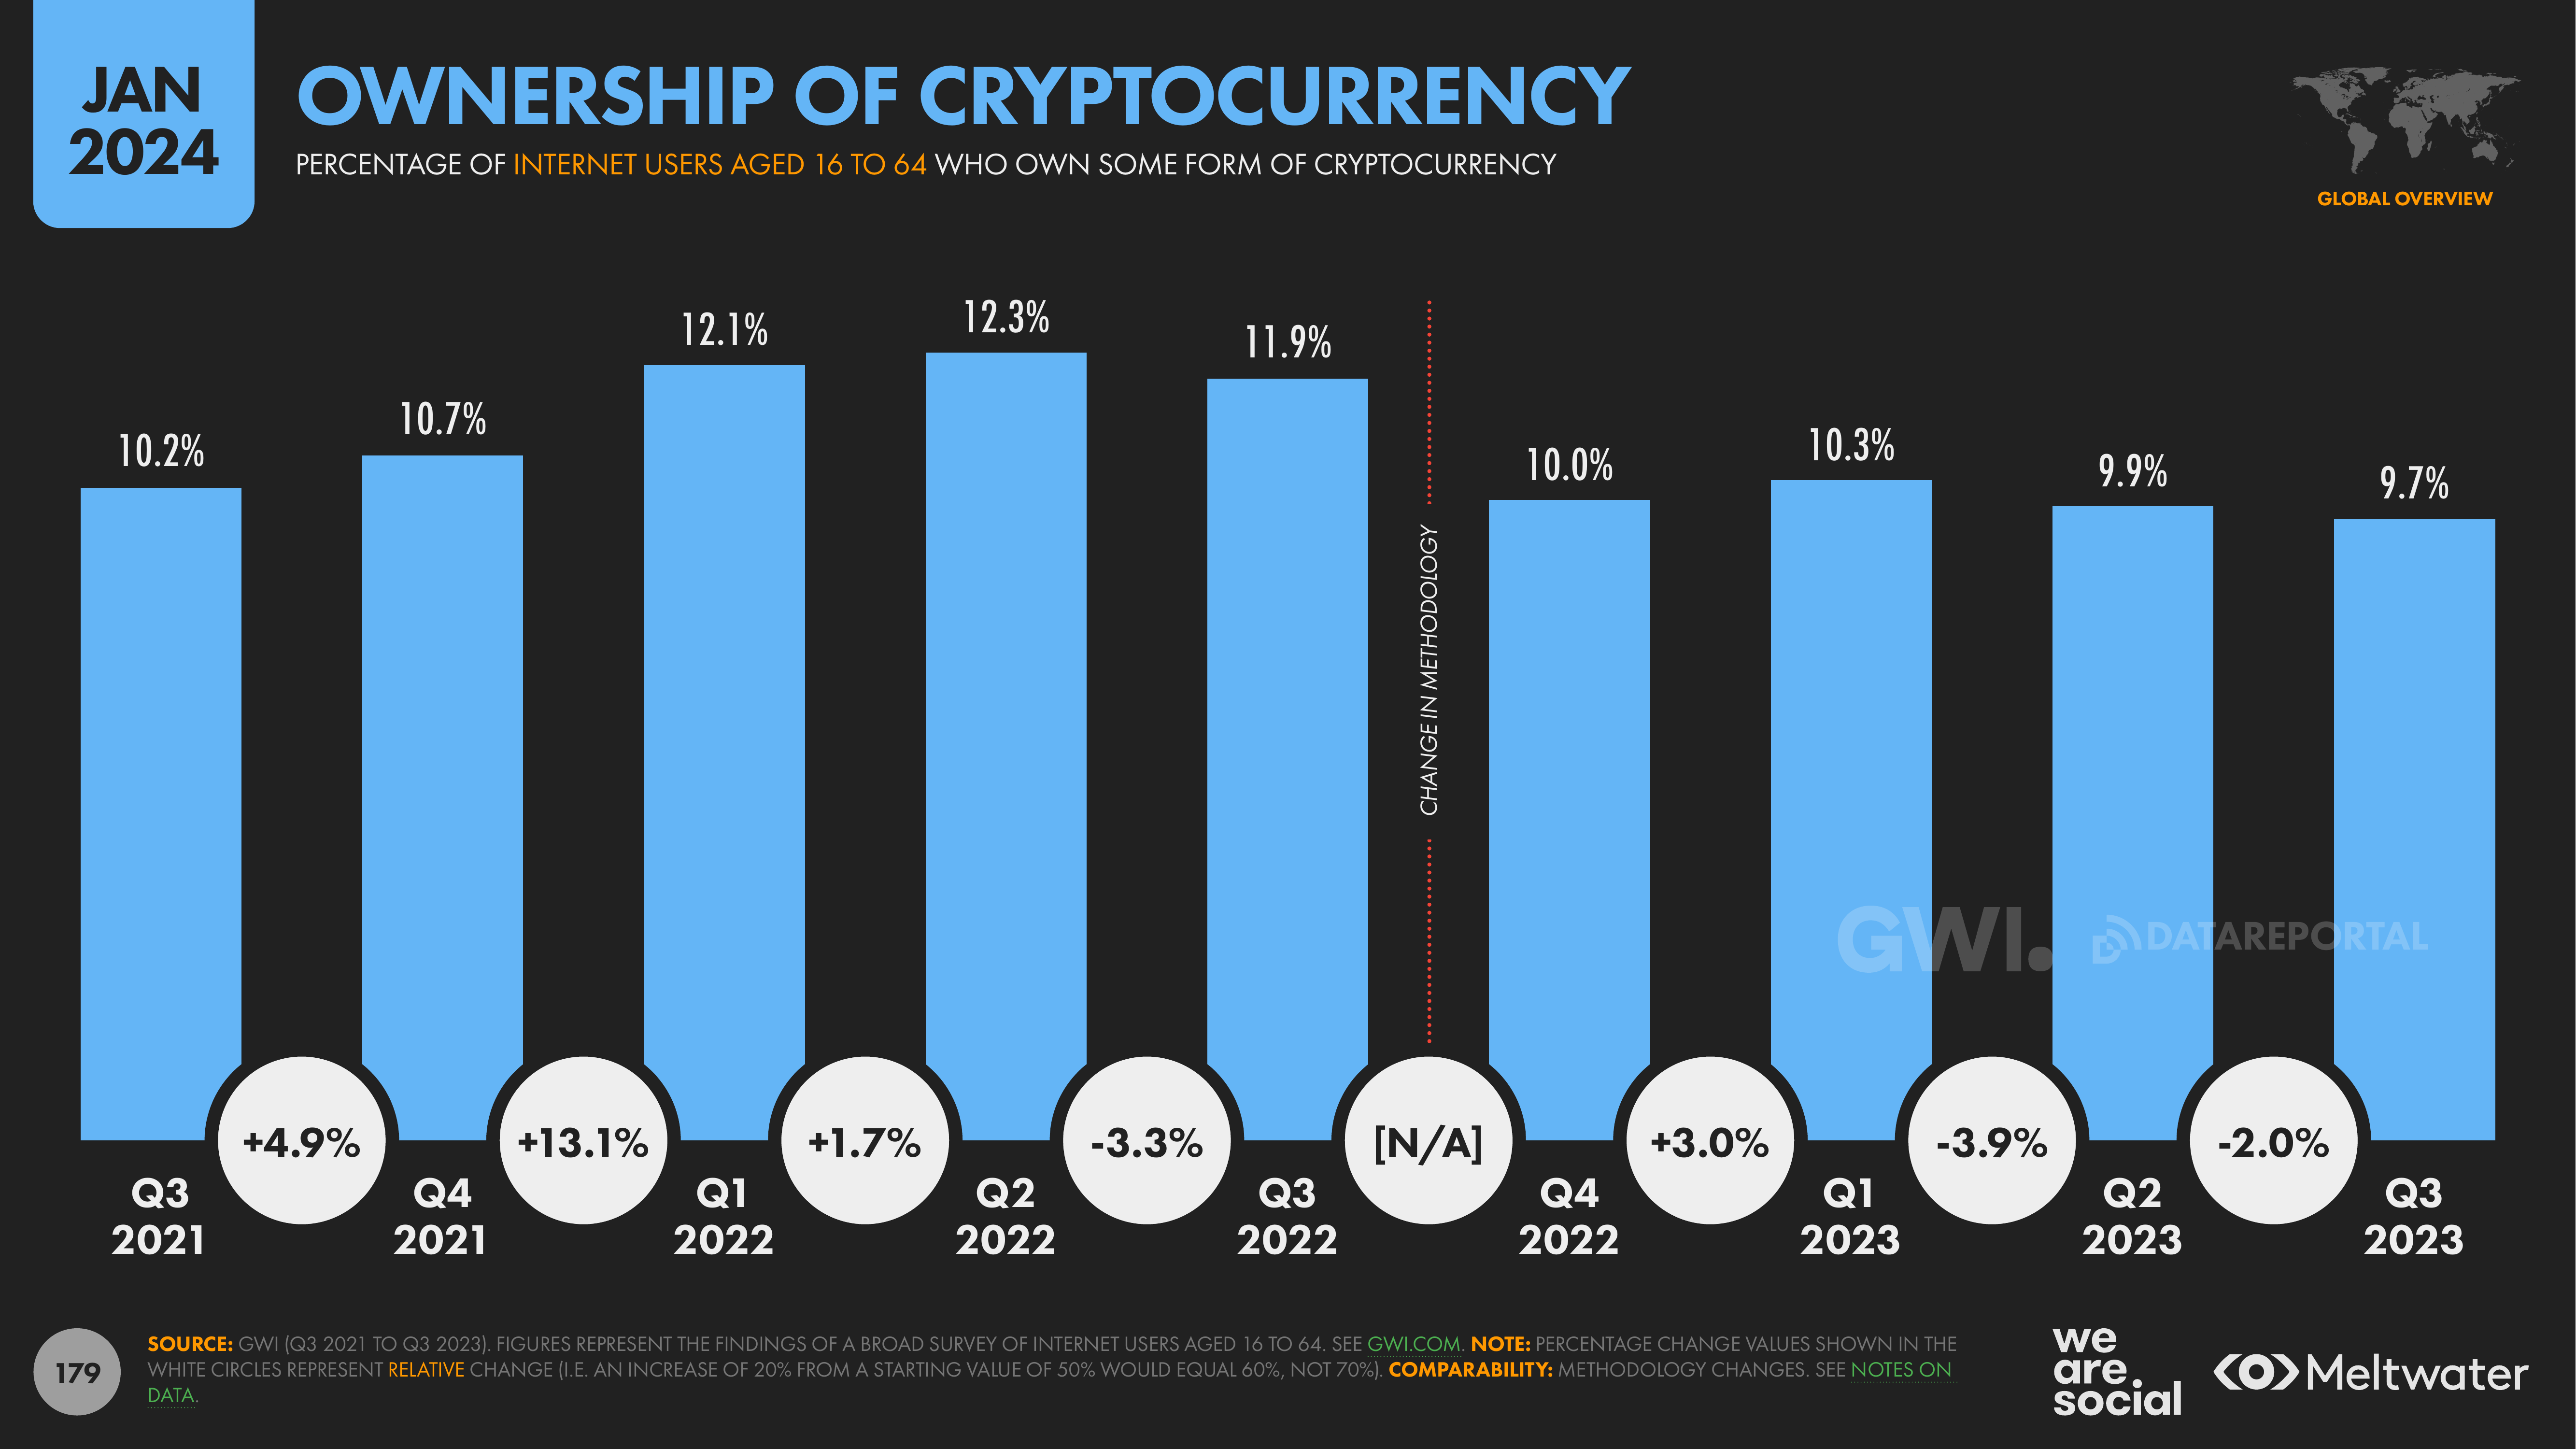 JAN
2024
OWNERSHIP OF CRYPTOCURRENCY
PERCENTAGE OF INTERNET USERS AGED 16 TO 64 WHO OWN SOME FORM OF CRYPTOCURRENCY
GLOBAL OVERVIEW
10.2%
10.7%
12.1%
12.3%
11.9%
10.0%
10.3%
9.9%
9.7%
CHANGE IN METHODOLOGY
GWI.
DATAREPORTAL
+4.9%
+13.1%
+1.7%
-3.3%
[N/A]
+3.0%
-3.9%
-2.0%
Q3
2021
Q4
2021
Q1
2022
Q2
2022
Q3
2022
Q4
2022
Q1
2023
Q2
2023
Q3
2023
179
SOURCE: GWI (Q3 2021 TO Q3 2023). FIGURES REPRESENT THE FINDINGS OF A BROAD SURVEY OF INTERNET USERS AGED 16 TO 64. SEE GWI.COM. NOTE: PERCENTAGE CHANGE VALUES SHOWN IN THE
WHITE CIRCLES REPRESENT RELATIVE CHANGE (I.E. AN INCREASE OF 20% FROM A STARTING VALUE OF 50% WOULD EQUAL 60%, NOT 70%). COMPARABILITY: METHODOLOGY CHANGES. SEE NOTES ON
DATA.
we
are.
social
Meltwater